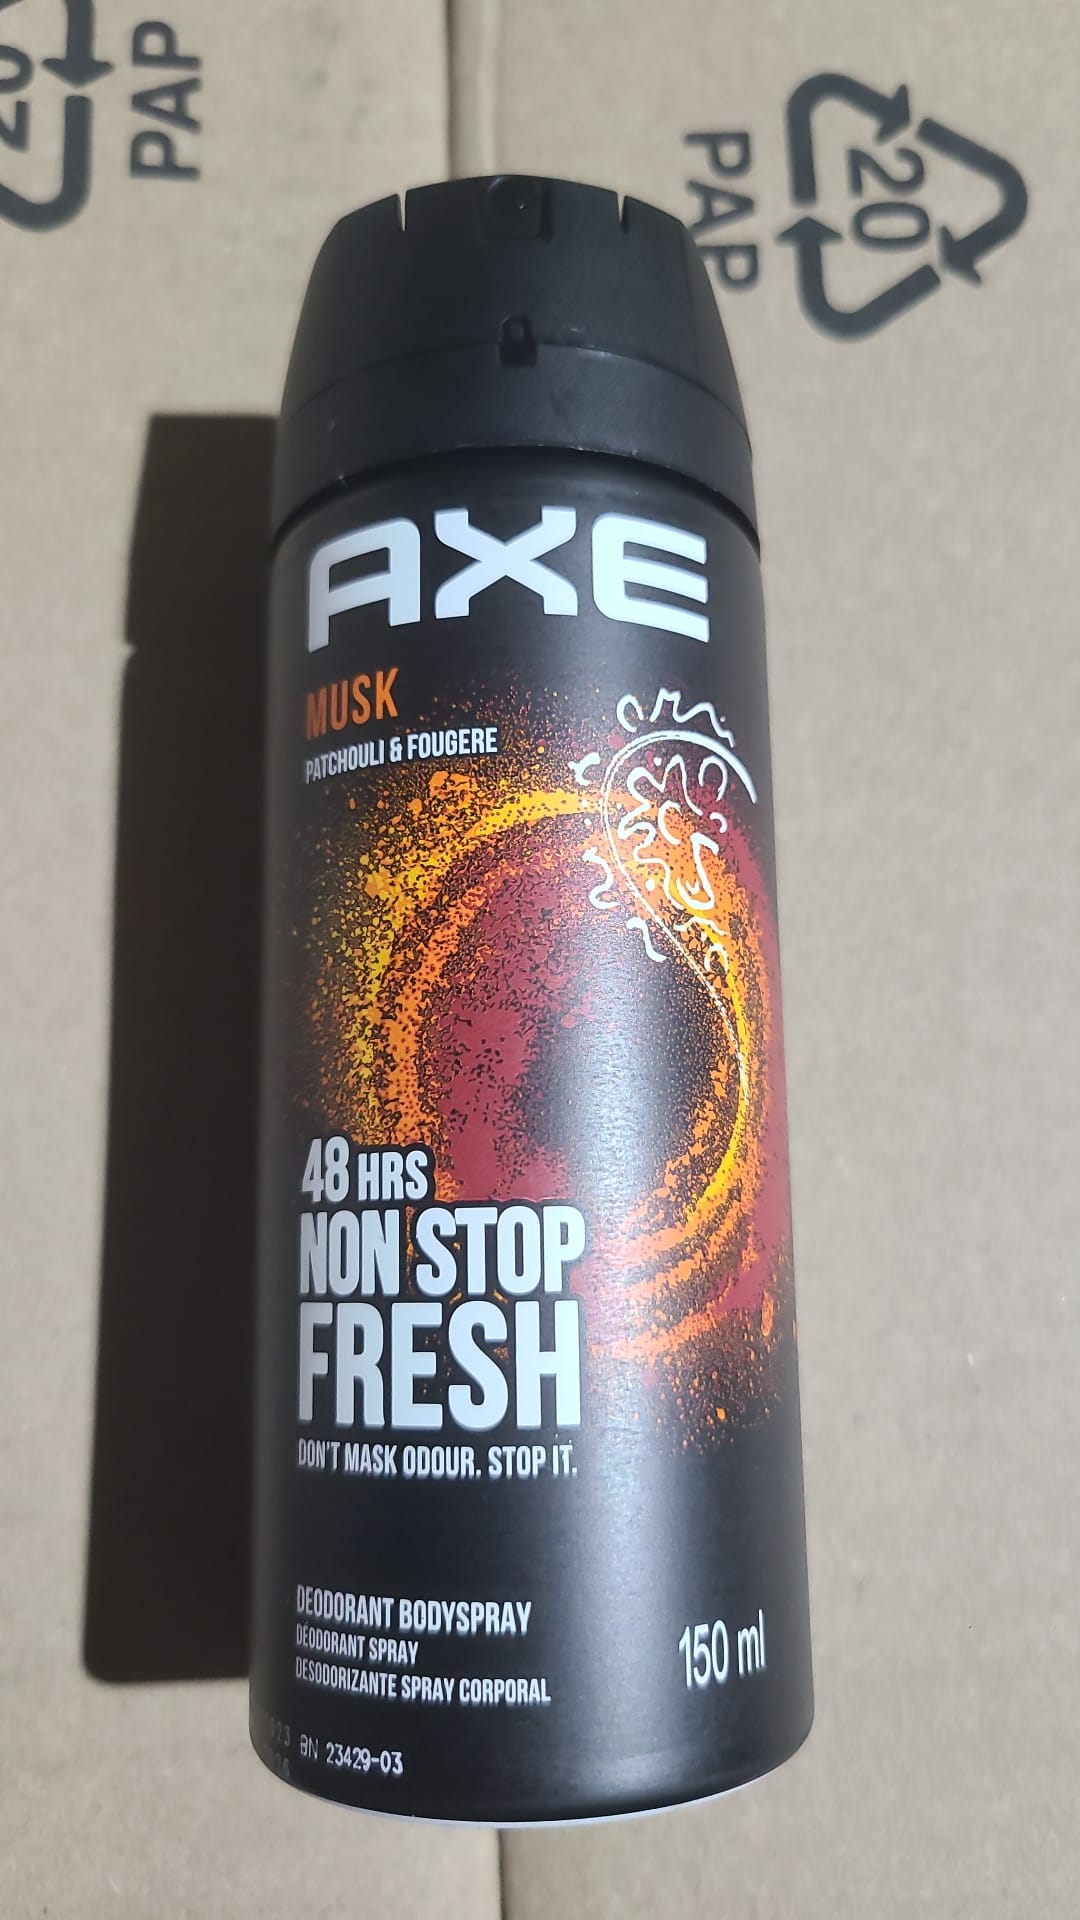 20
PAP
20
PAP
AXE
MUSK
PATCHOULI & FOUGERE
48 HRS
NON STOP
FRESH
DON'T MASK ODOUR. STOP IT.
DEODORANT BODYSPRAY
DÉODORANT SPRAY
DESODORIZANTE SPRAY CORPORAL
150 ml
BN 23429-03